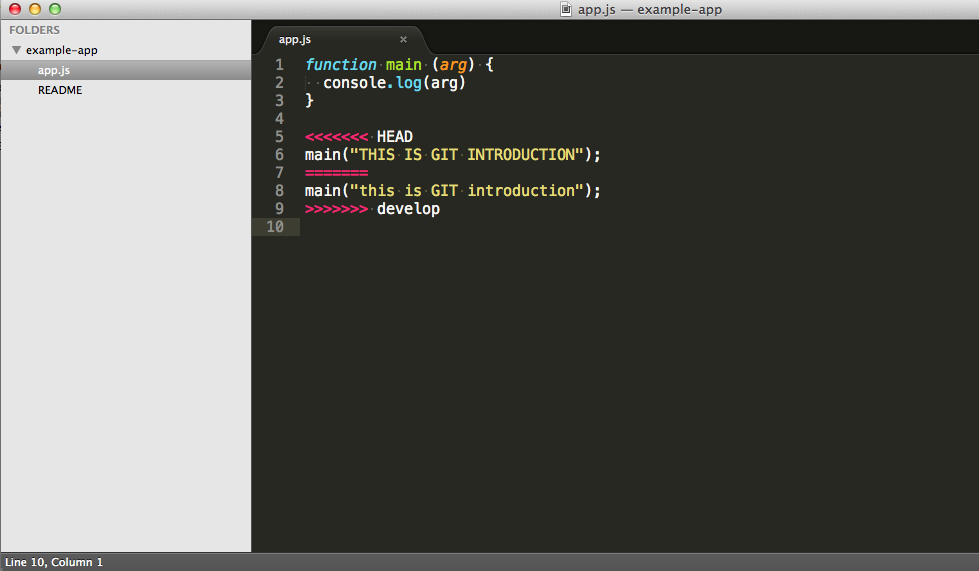 app.js — example-app
FOLDERS
example-app
app.js
README
app.js ×
1 function main (arg) {
2   console.log(arg)
3 }
4
5 <<<<<<< HEAD
6 main("THIS IS GIT INTRODUCTION");
7 =======
8 main("this is GIT introduction");
9 >>>>>>> develop
10
Line 10, Column 1